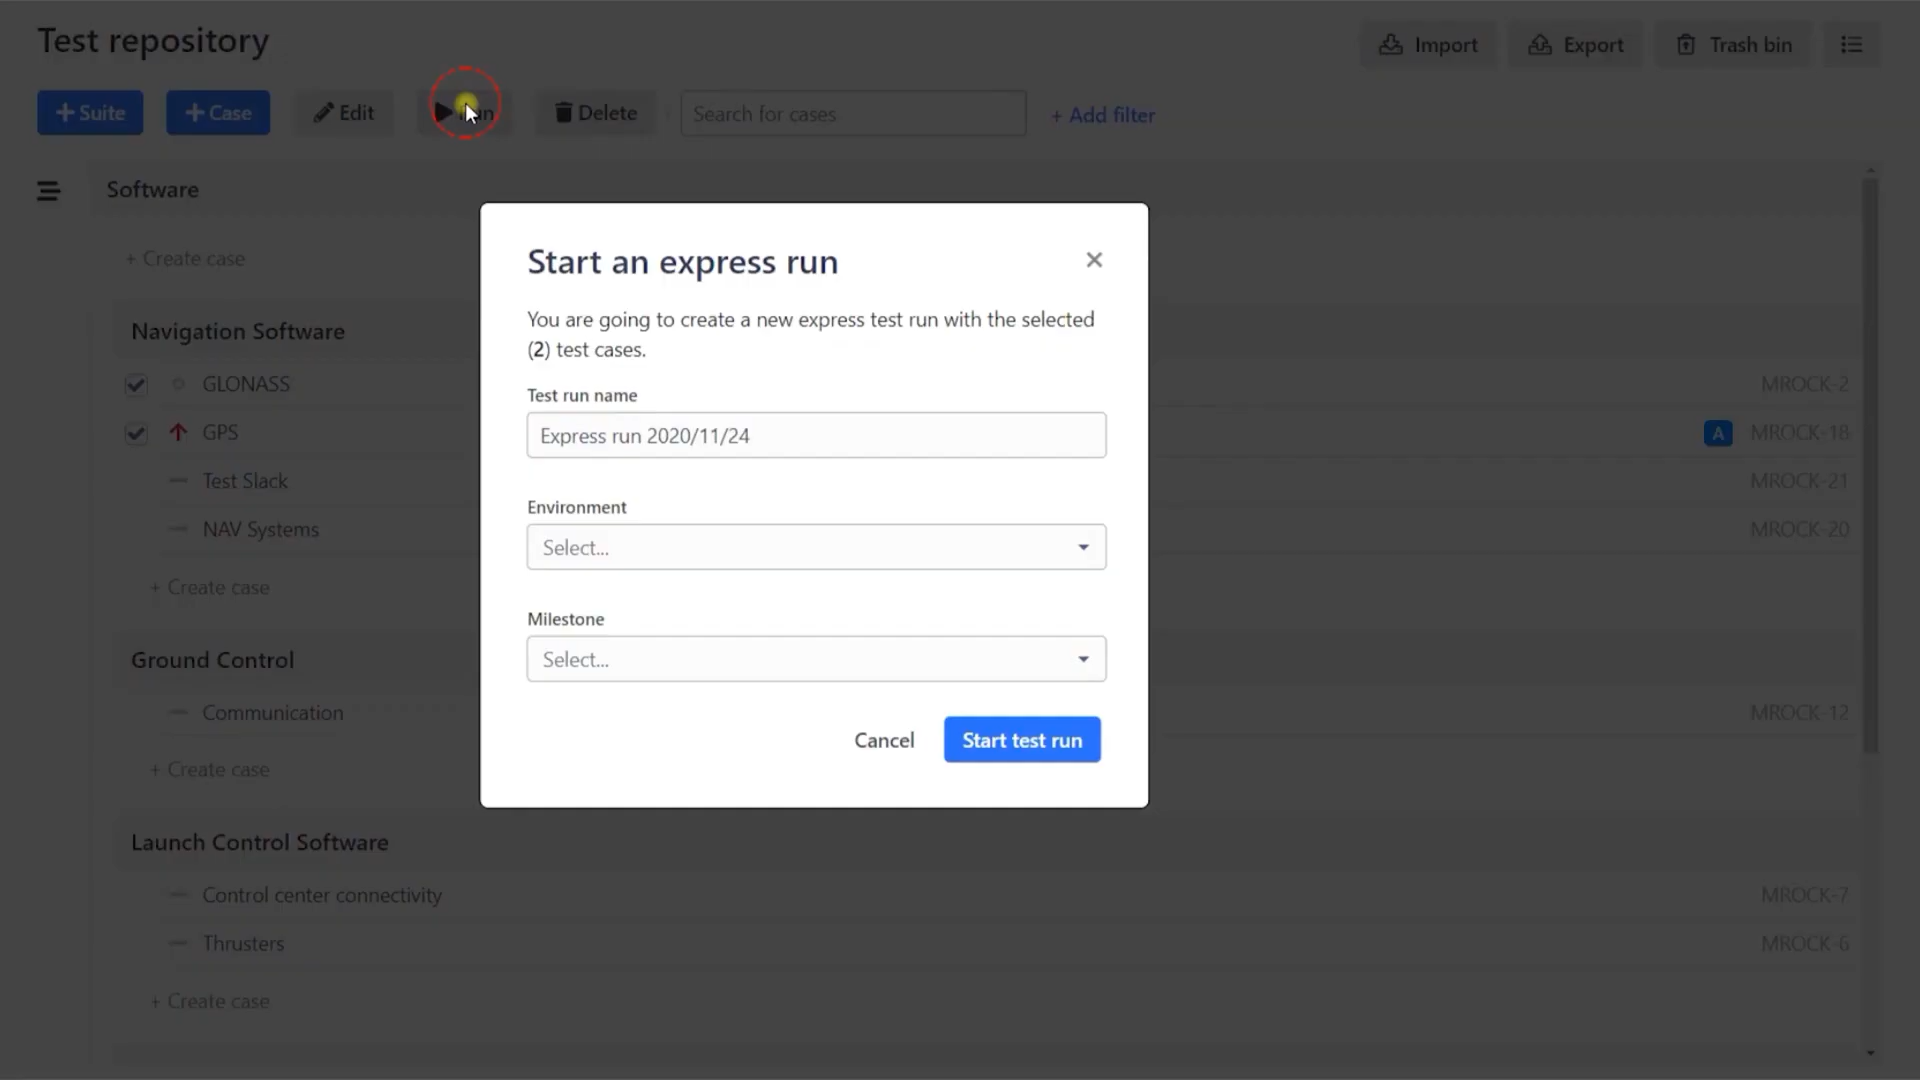 Test repository
Import
Export
Trash bin
+ Suite
+ Case
Edit
Delete
Search for cases
+ Add filter
Software
+ Create case
Navigation Software
GLONASS
MROCK-2
GPS
A
MROCK-18
Test Slack
MROCK-21
NAV Systems
MROCK-20
+ Create case
Ground Control
Communication
MROCK-12
+ Create case
Launch Control Software
Control center connectivity
MROCK-7
Thrusters
MROCK-6
+ Create case
Start an express run
You are going to create a new express test run with the selected
(2) test cases.
Test run name
Express run 2020/11/24
Environment
Select...
Milestone
Select...
Cancel
Start test run